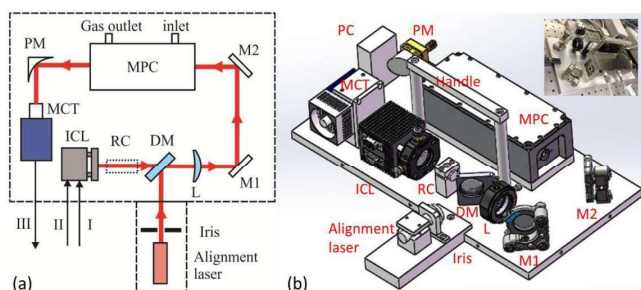 Gas outlet inlet
PM
MPC
M2
MCT
ICL
RC
DM
L
M1
III
II
I
Iris
Alignment
laser
(a)
PC
PM
MCT
Handle
MPC
ICL
RC
DM
L
M2
Alignment
laser
Iris
M1
(b)